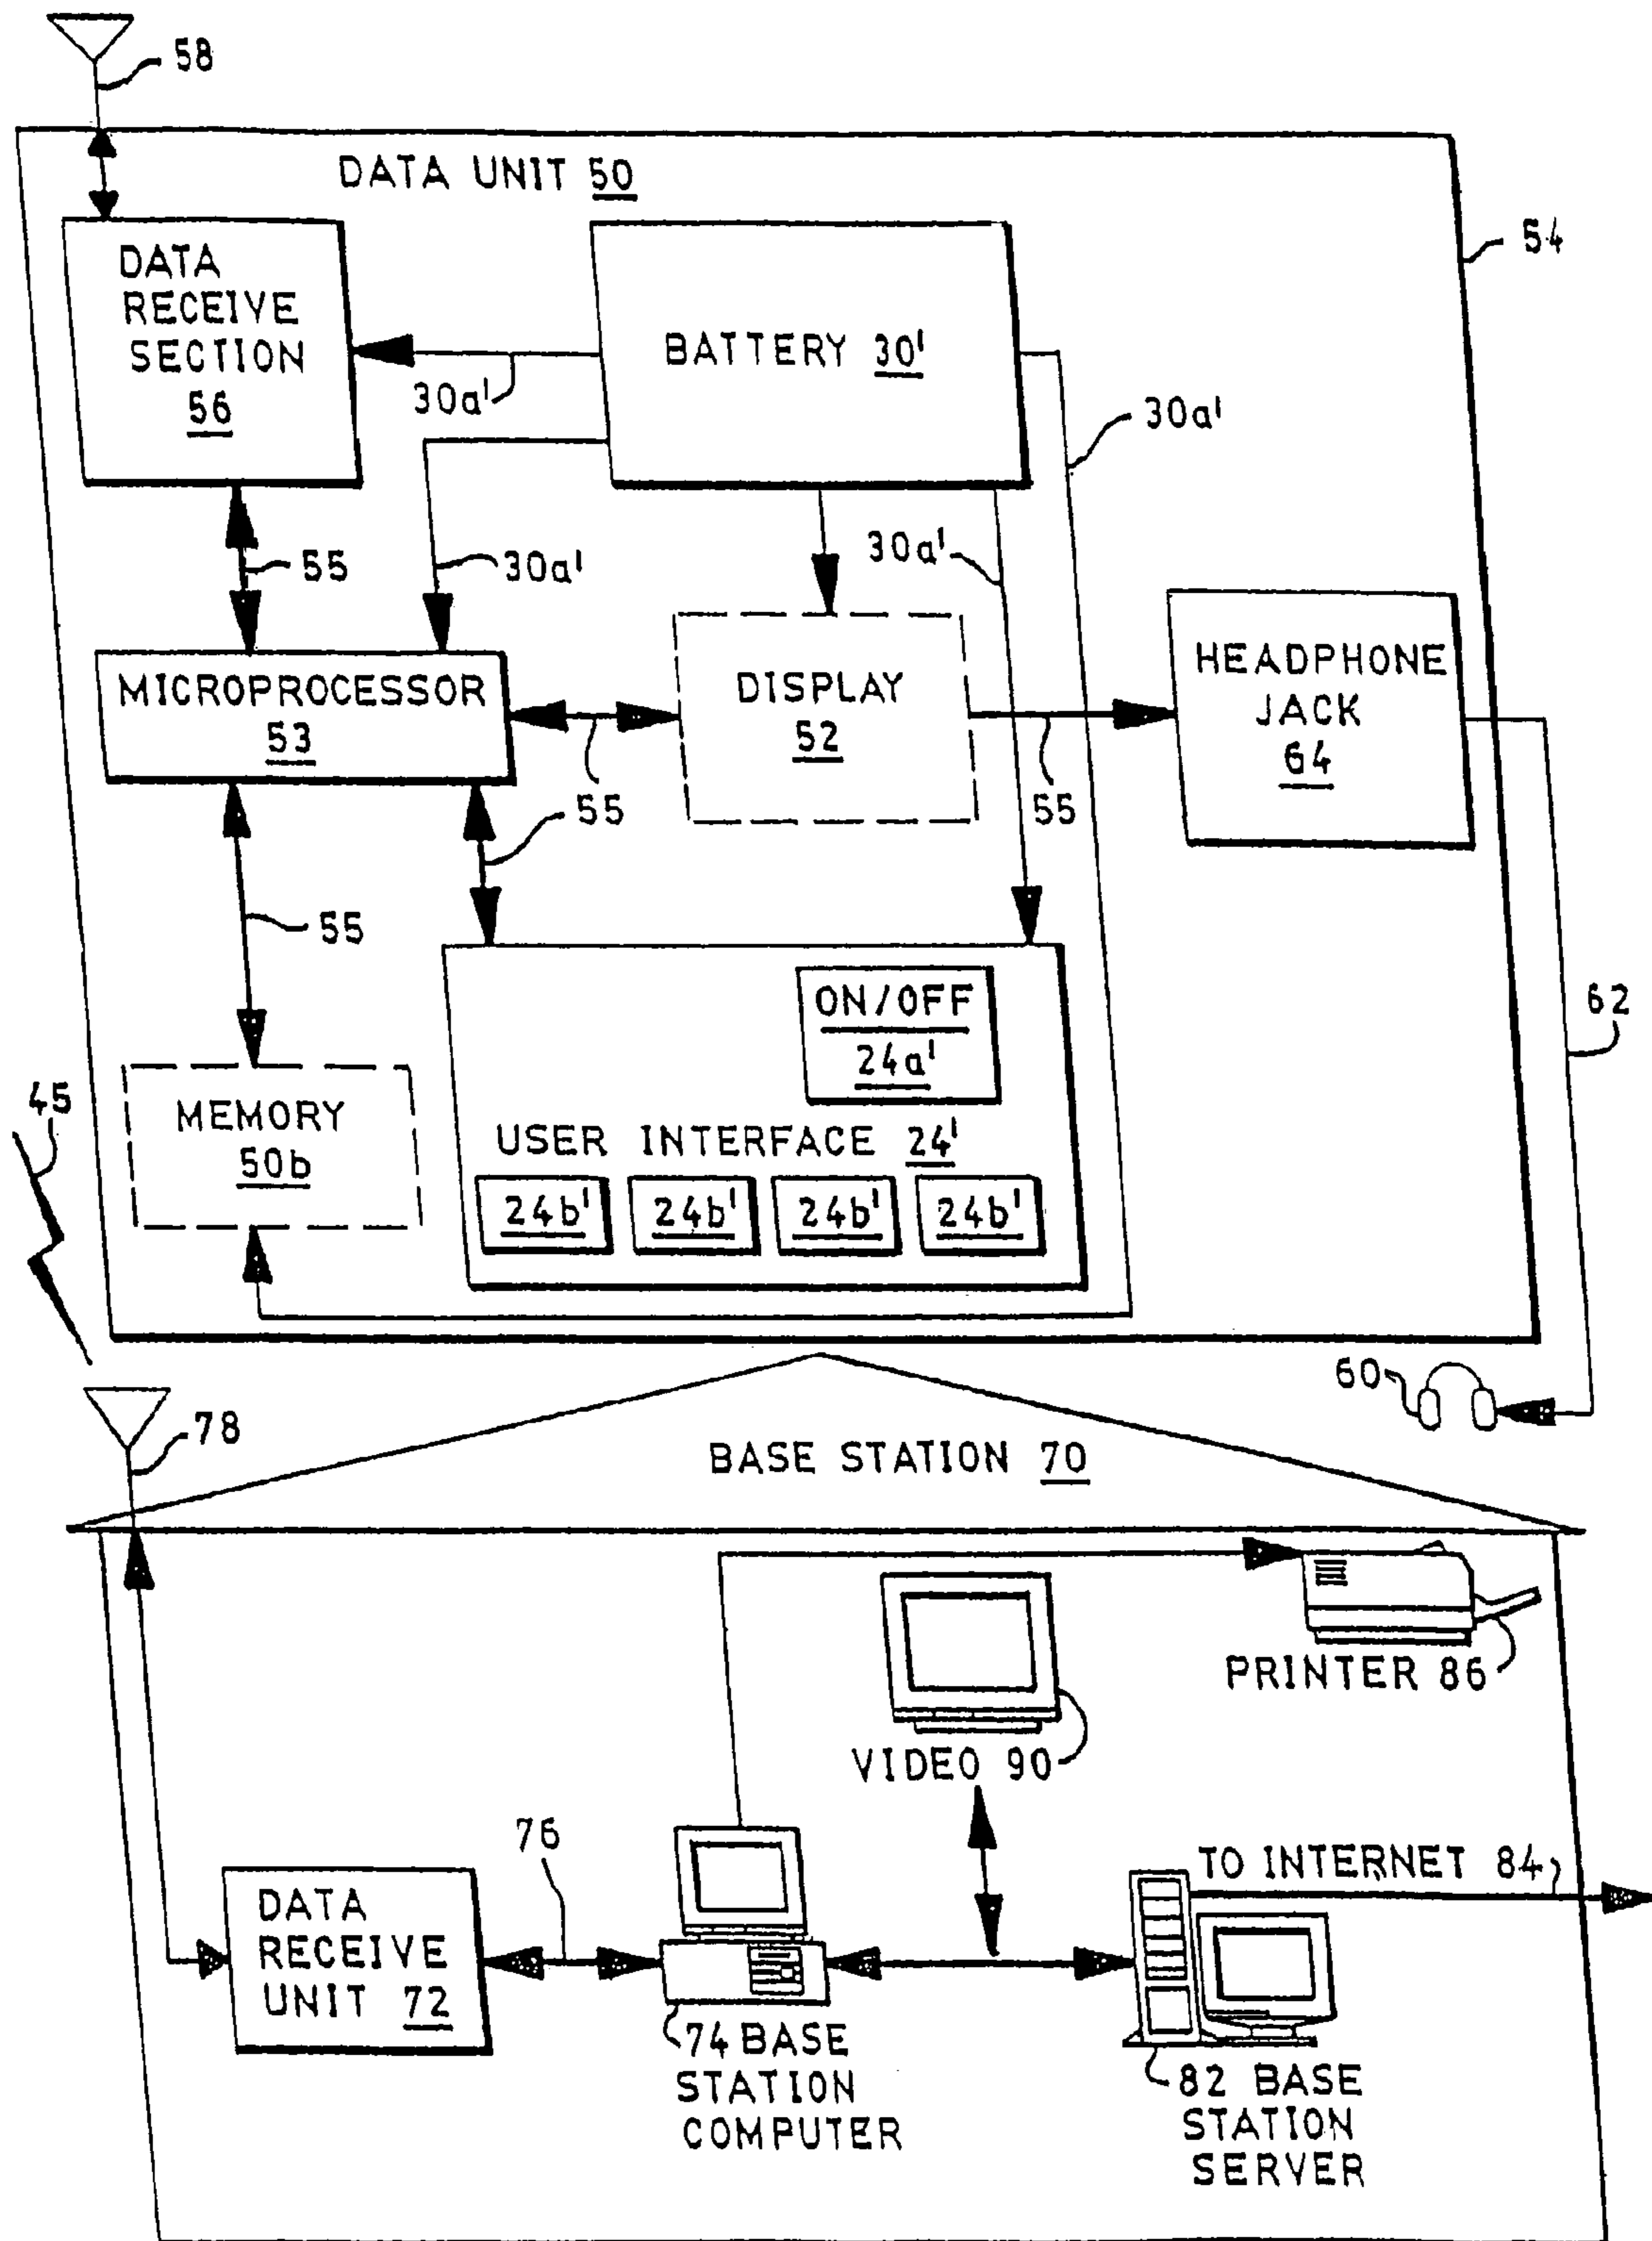 58
DATA UNIT 50
54
DATA
RECEIVE
SECTION
56
BATTERY 30'
30a'
30a'
55
30a'
30a'
MICROPROCESSOR
53
DISPLAY
52
HEADPHONE
JACK
64
55
55
55
55
ON/OFF
24a'
62
45
MEMORY
50b
USER INTERFACE 24'
24b' 24b' 24b' 24b'
60
78
BASE STATION 70
PRINTER 86
VIDEO 90
76
TO INTERNET 84
DATA
RECEIVE
UNIT 72
74 BASE
STATION
COMPUTER
82 BASE
STATION
SERVER